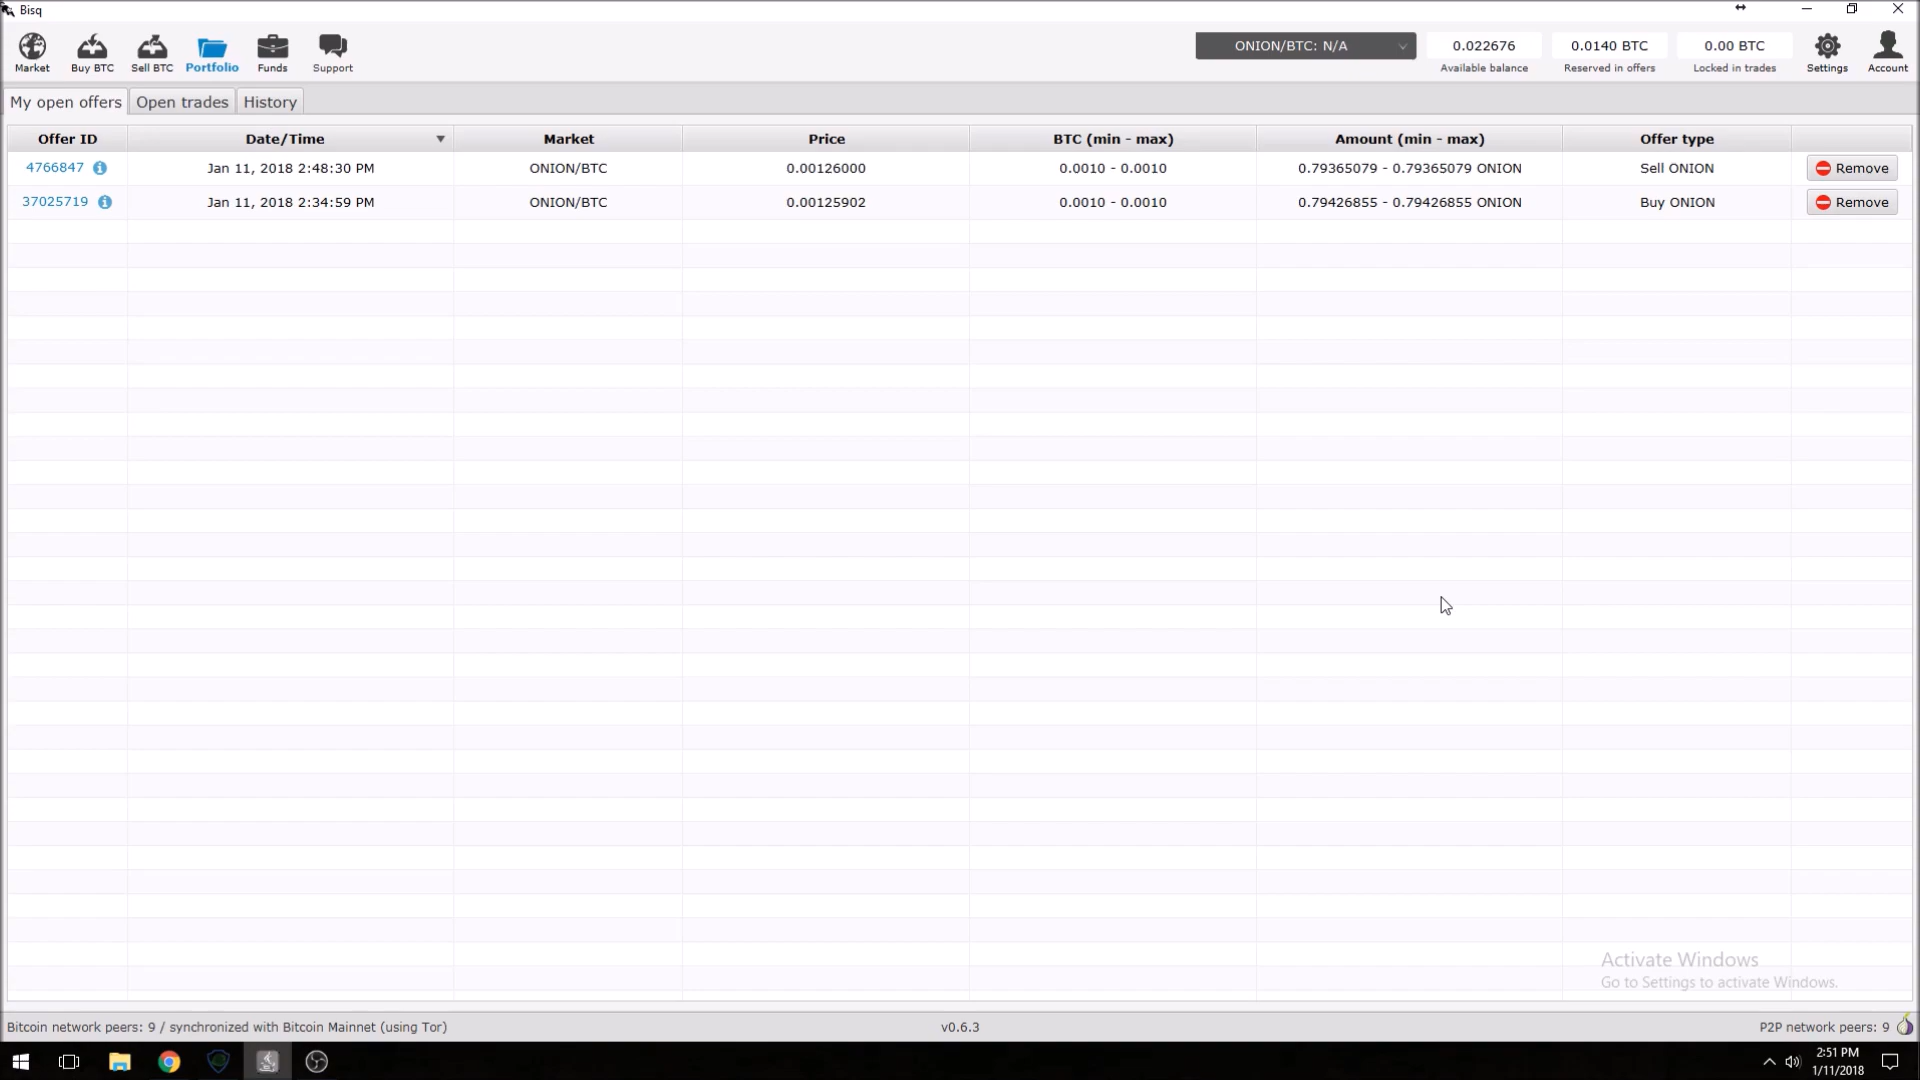 Bisq
Market Buy BTC Sell BTC Portfolio Funds Support
ONION/BTC: N/A
0.022676 0.0140 BTC 0.00 BTC
Available balance Reserved in offers Locked in trades
Settings Account
My open offers Open trades History
Offer ID Date/Time Market Price BTC (min - max) Amount (min - max) Offer type
4766847 Jan 11, 2018 2:48:30 PM ONION/BTC 0.00126000 0.0010 - 0.0010 0.79365079 - 0.79365079 ONION Sell ONION Remove
37025719 Jan 11, 2018 2:34:59 PM ONION/BTC 0.00125902 0.0010 - 0.0010 0.79426855 - 0.79426855 ONION Buy ONION Remove
Activate Windows
Go to Settings to activate Windows.
Bitcoin network peers: 9 / synchronized with Bitcoin Mainnet (using Tor) v0.6.3 P2P network peers: 9
2:51 PM
1/11/2018